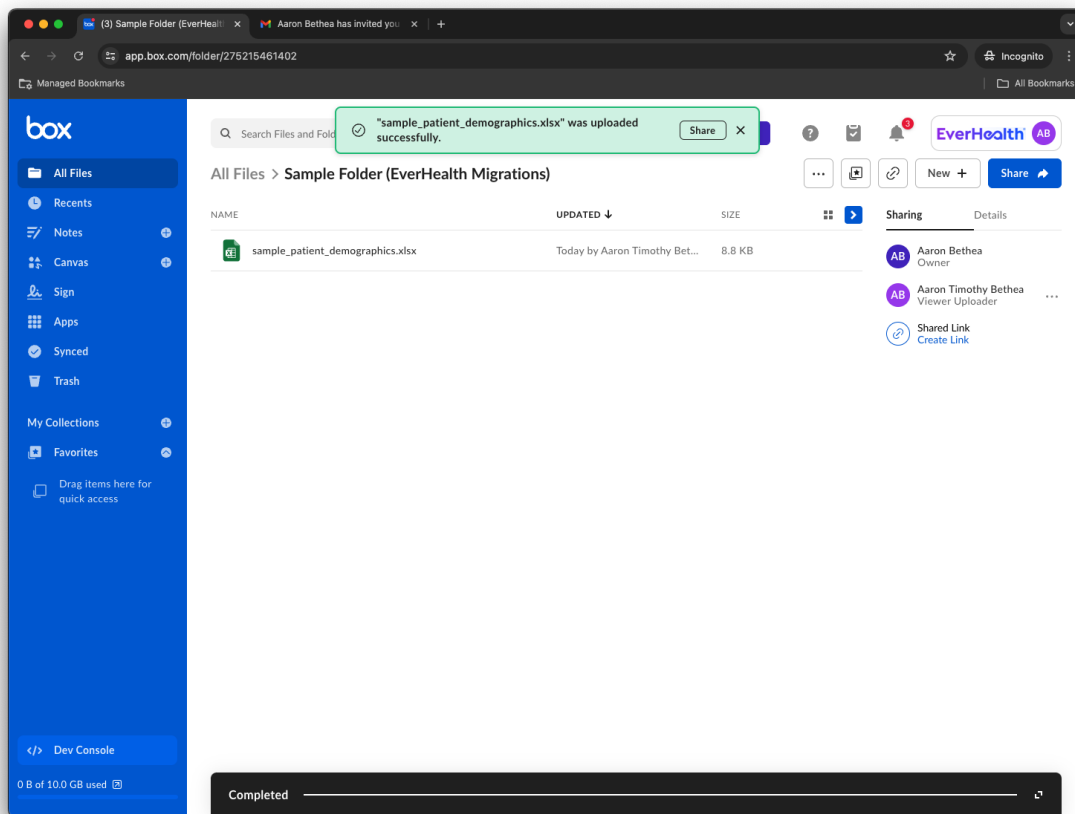 (3) Sample Folder (EverHealth
Aaron Bethea has invited you
app.box.com/folder/275215461402
Incognito
Managed Bookmarks
All Bookmarks
box
Search Files and Fold
"sample_patient_demographics.xlsx" was uploaded
successfully.
Share
3
EverHealth
AB
All Files
Recents
Notes
Canvas
Sign
Apps
Synced
Trash
My Collections
Favorites
Drag items here for
quick access
Dev Console
0 B of 10.0 GB used
All Files > Sample Folder (EverHealth Migrations)
New +
Share
NAME
UPDATED
SIZE
sample_patient_demographics.xlsx
Today by Aaron Timothy Bet...
8.8 KB
Sharing
Details
AB
Aaron Bethea
Owner
AB
Aaron Timothy Bethea
Viewer Uploader
Shared Link
Create Link
Completed